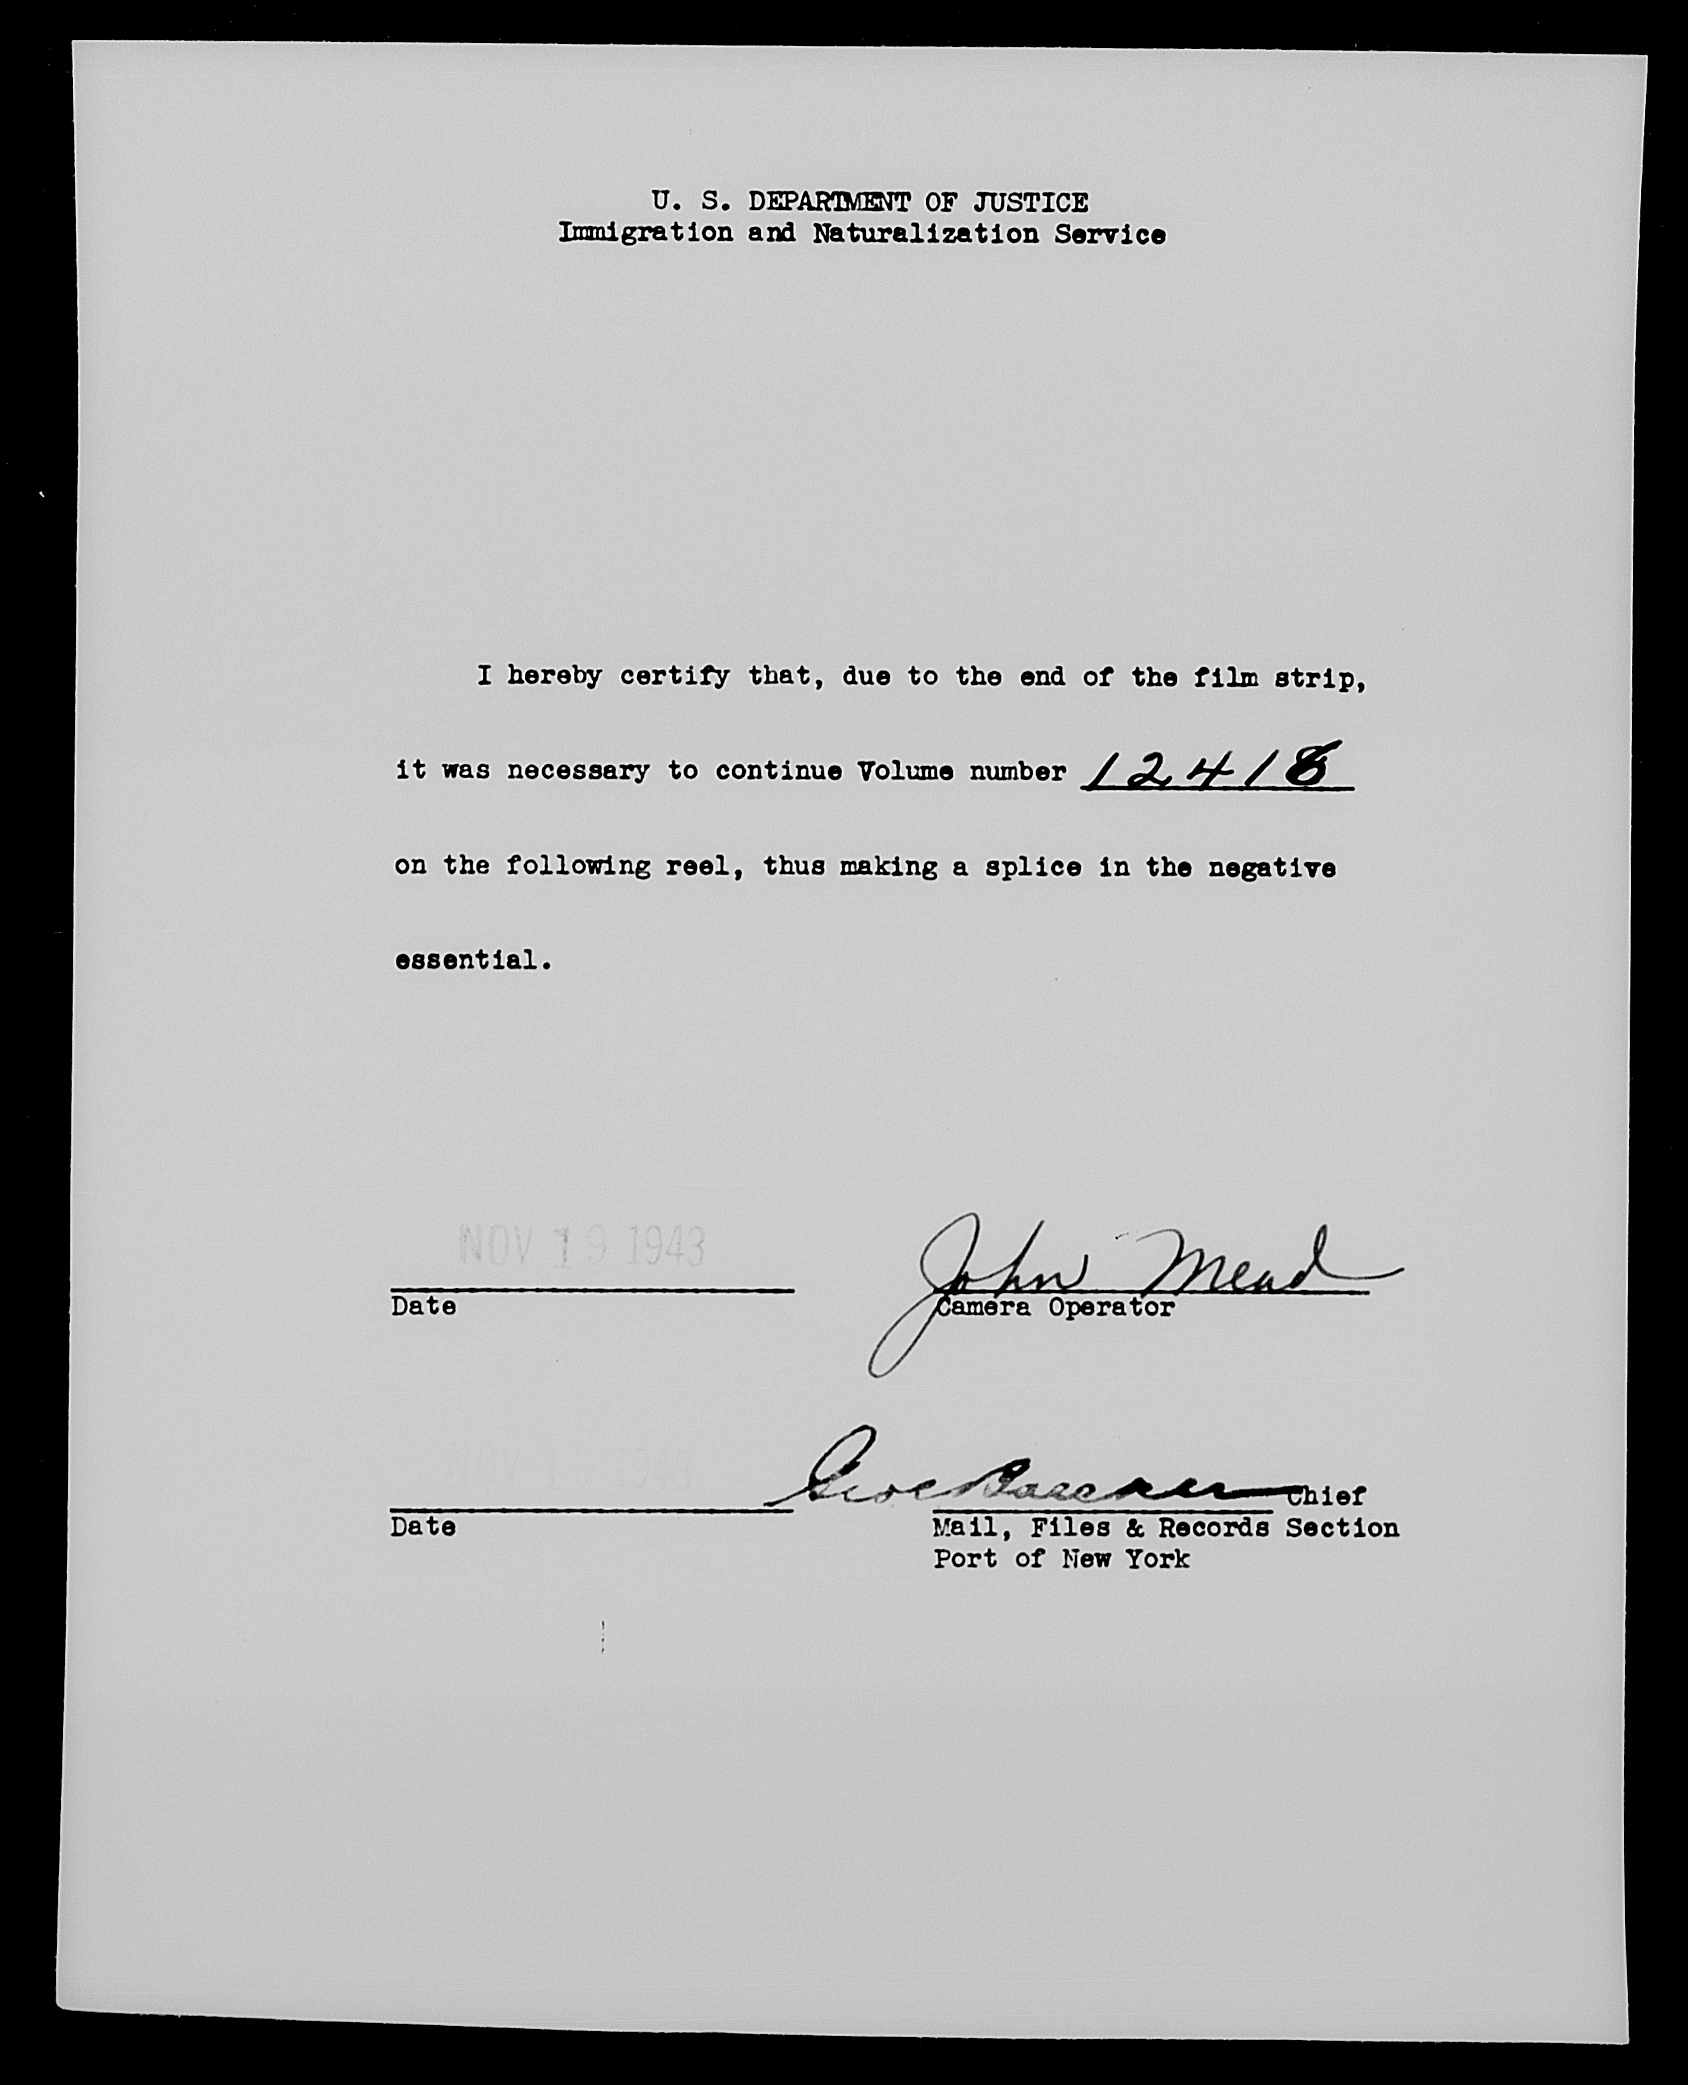 U. S. DEPARTMENT OF JUSTICE
Immigration and Naturalization Service
I hereby certify that, due to the end of the film strip,
it was necessary to continue Volume number 12418
on the following reel, thus making a splice in the negative
essential.
NOV 19 1943
John Mead
Date
Camera Operator
Chief
Date
Mail, Files & Records Section
Port of New York